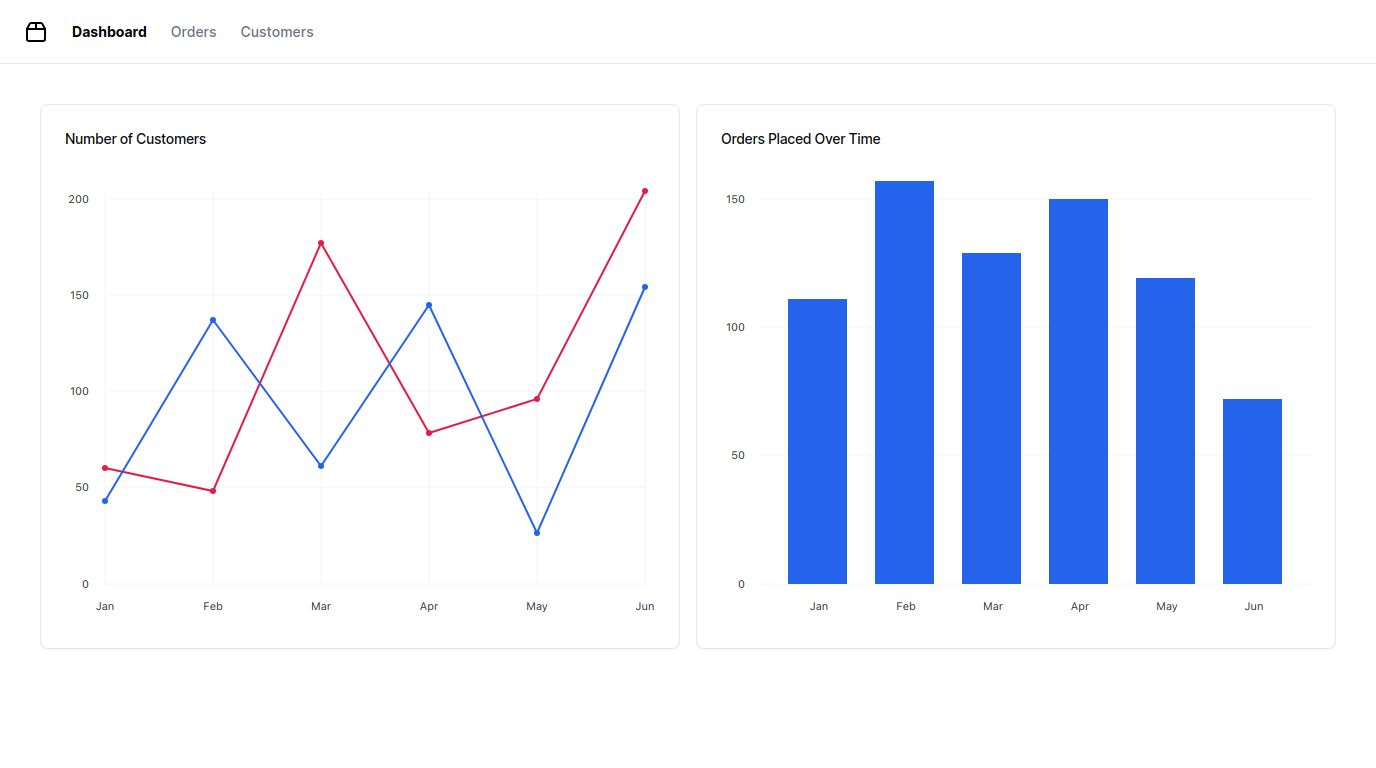 Dashboard Orders Customers
Number of Customers
200
150
100
50
0
Jan Feb Mar Apr May Jun
Orders Placed Over Time
150
100
50
0
Jan Feb Mar Apr May Jun